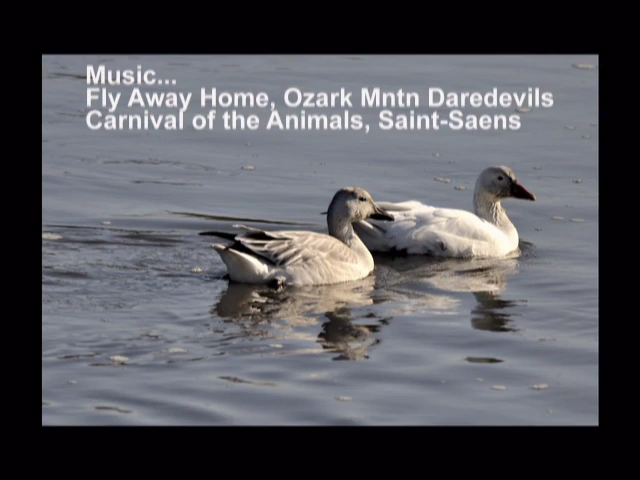 Music...
Fly Away Home, Ozark Mntn Daredevils
Carnival of the Animals, Saint-Saens